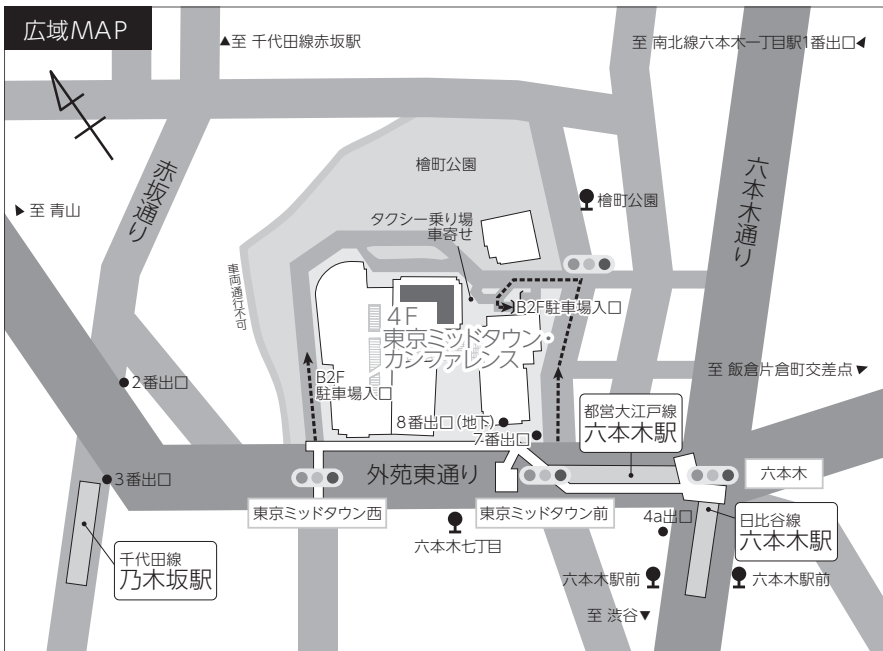 広域MAP
▲至 千代田線赤坂駅
至 南北線六本木一丁目駅1番出口◀
赤坂通り
六本木通り
檜町公園
檜町公園
▶至 青山
タクシー乗り場
車寄せ
車両通行不可
B2F駐車場入口
4F
東京ミッドタウン・
カンファレンス
B2F
駐車場入口
至 飯倉片倉町交差点▶
2番出口
8番出口(地下)
7番出口
都営大江戸線
六本木駅
3番出口
外苑東通り
六本木
東京ミッドタウン西
東京ミッドタウン前
4a出口
日比谷線
六本木駅
六本木七丁目
千代田線
乃木坂駅
六本木駅前
六本木駅前
至 渋谷▼